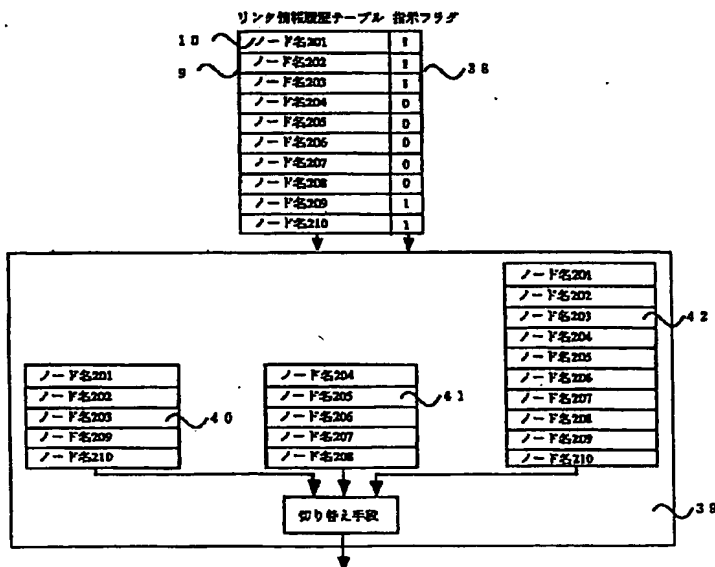 リンク情報履歴テーブル 指示フラグ
10
ノード名201 1
9
ノード名202 1
38
ノード名203 1
ノード名204 0
ノード名205 0
ノード名206 0
ノード名207 0
ノード名208 0
ノード名209 1
ノード名210 1
ノード名201
ノード名202
ノード名203
42
ノード名204
ノード名205
ノード名206
ノード名207
ノード名208
ノード名209
ノード名210
ノード名201
ノード名202
ノード名203
40
ノード名209
ノード名210
ノード名204
ノード名205
41
ノード名206
ノード名207
ノード名208
切り替え手段
39